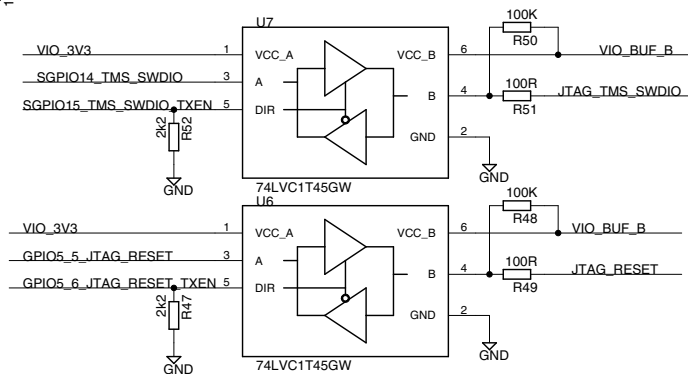 U7
100K
R50
VIO_3V3
1
VCC_A
VCC_B
6
VIO_BUF_B
SGPIO14_TMS_SWDIO
3
A
B
4
100R
R51
JTAG_TMS_SWDIO
SGPIO15_TMS_SWDIO_TXEN
5
DIR
2k2
R52
GND
2
GND
GND
74LVC1T45GW
U6
100K
R48
VIO_3V3
1
VCC_A
VCC_B
6
VIO_BUF_B
GPIO5_5_JTAG_RESET
3
A
B
4
100R
R49
JTAG_RESET
GPIO5_6_JTAG_RESET_TXEN
5
DIR
2k2
R47
GND
2
GND
GND
74LVC1T45GW